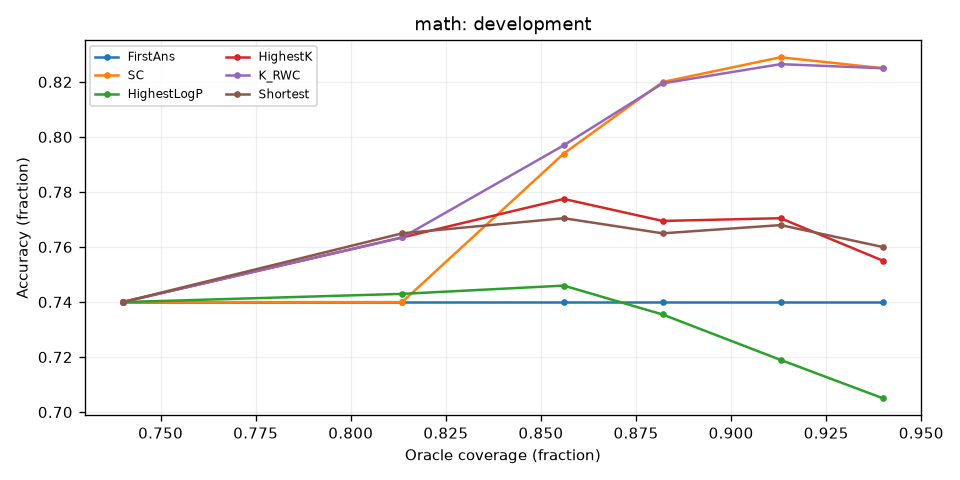 math: development
FirstAns
SC
HighestLogP
HighestK
K_RWC
Shortest
Accuracy (fraction)
0.82
0.80
0.78
0.76
0.74
0.72
0.70
0.750 0.775 0.800 0.825 0.850 0.875 0.900 0.925 0.950
Oracle coverage (fraction)